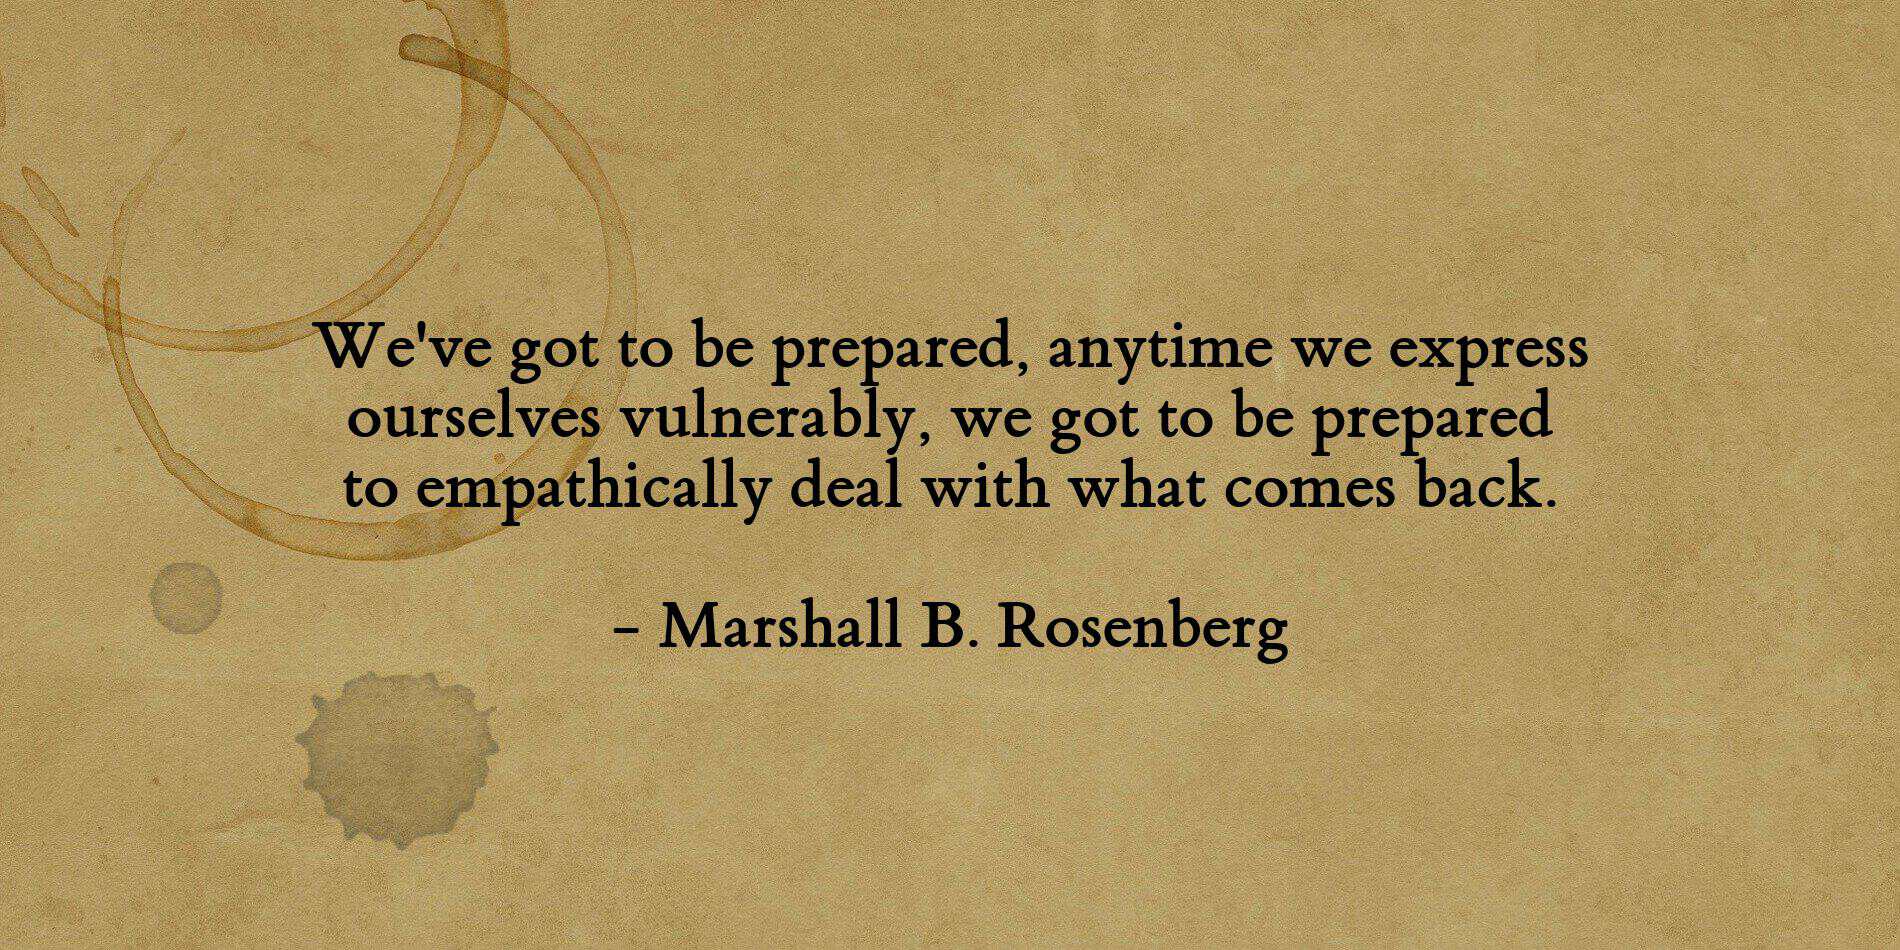 We've got to be prepared, anytime we express
ourselves vulnerably, we got to be prepared
to empathically deal with what comes back.
- Marshall B. Rosenberg